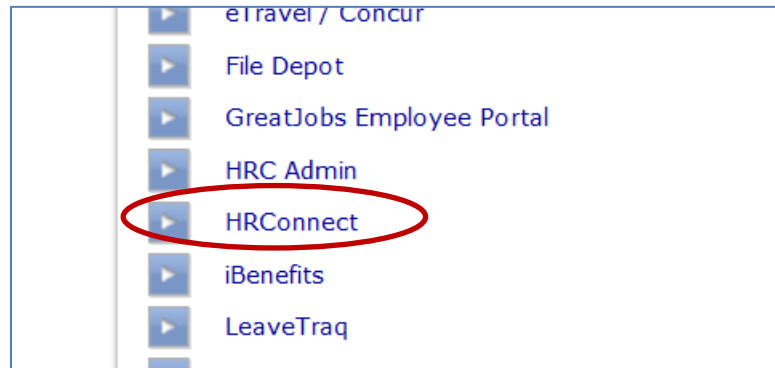 eTravel / Concur
File Depot
GreatJobs Employee Portal
HRC Admin
HRConnect
iBenefits
LeaveTraq